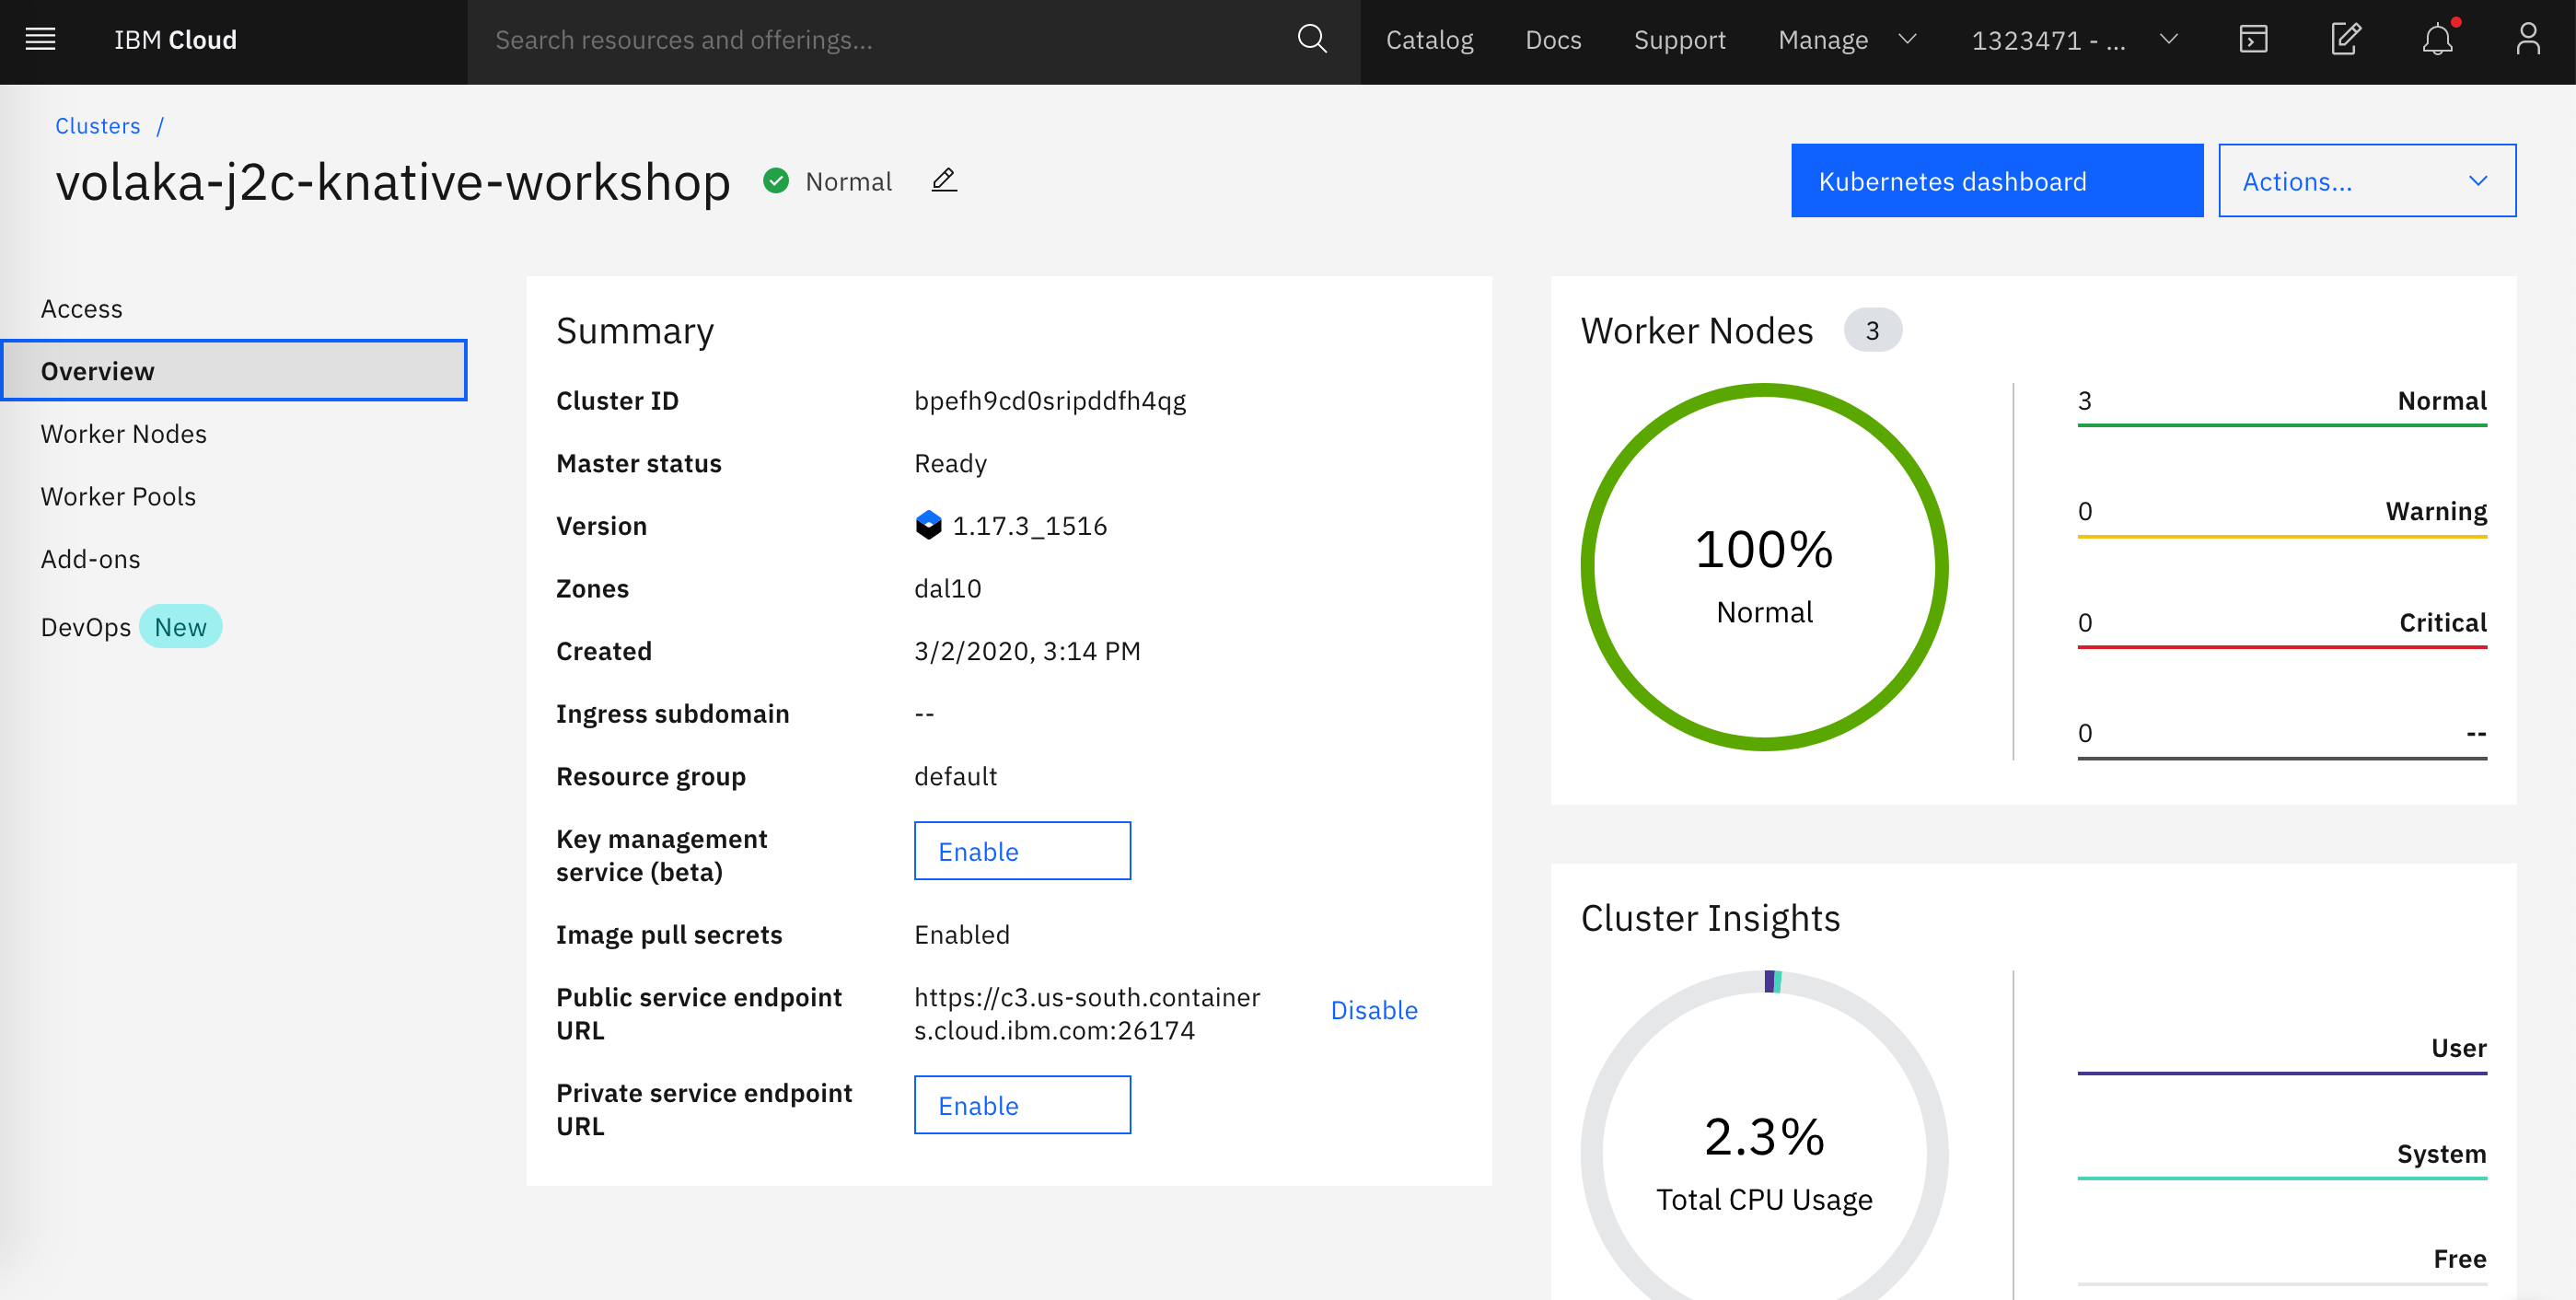 IBM Cloud
Search resources and offerings...
Catalog
Docs
Support
Manage
1323471 - ...
Clusters /
volaka-j2c-knative-workshop
Normal
Kubernetes dashboard
Actions...
Access
Overview
Worker Nodes
Worker Pools
Add-ons
DevOps New
Summary
Cluster ID bpefh9cd0sripddfh4qg
Master status Ready
Version 1.17.3_1516
Zones dal10
Created 3/2/2020, 3:14 PM
Ingress subdomain --
Resource group default
Key management
service (beta)
Enable
Image pull secrets Enabled
Public service endpoint
URL
https://c3.us-south.container
s.cloud.ibm.com:26174
Disable
Private service endpoint
URL
Enable
Worker Nodes 3
100%
Normal
3 Normal
0 Warning
0 Critical
0 --
Cluster Insights
2.3%
Total CPU Usage
User
System
Free